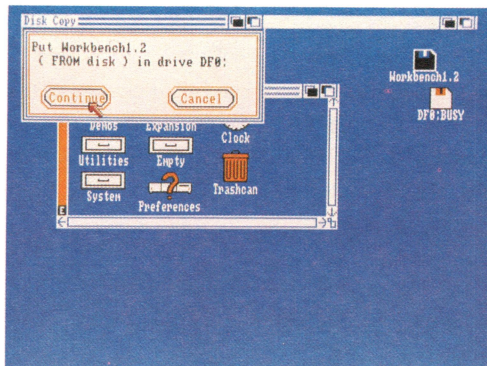 Disk Copy
Put Workbench1.2
( FROM disk ) in drive DF0:
Continue
Cancel
Workbench1.2
DF0:BUSY
Demos
Expansion
Clock
Utilities
Empty
Trashcan
System
Preferences
E